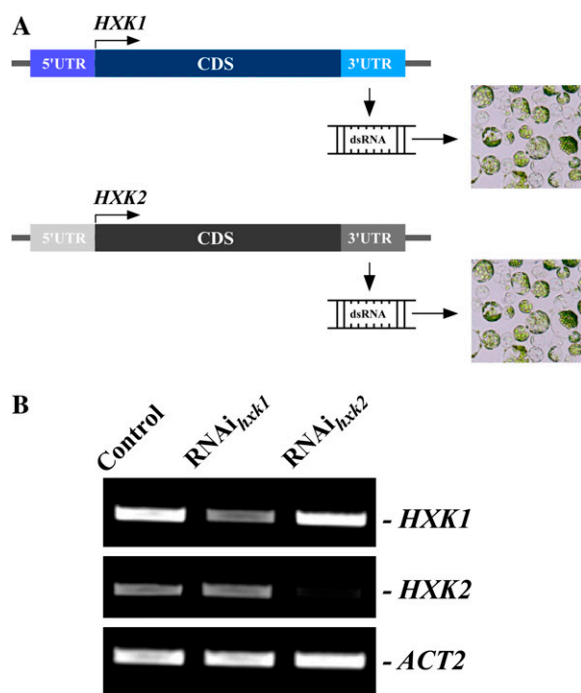 A
HXK1
5'UTR CDS 3'UTR
dsRNA
HXK2
5'UTR CDS 3'UTR
dsRNA
B
Control RNAihxk1 RNAihxk2
- HXK1
- HXK2
- ACT2